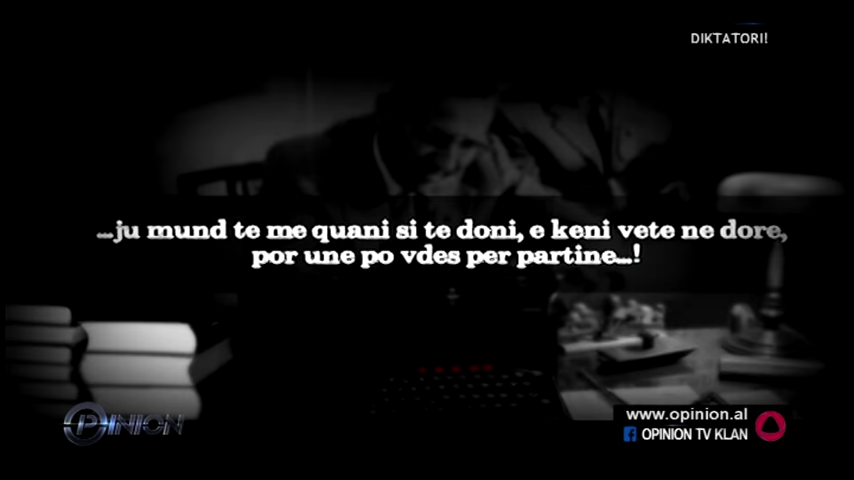 DIKTATORI!
...ju mund te me quani si te doni, e keni vete ne dore,
por une po vdes per partine...!
OPINION
www.opinion.al
OPINION TV KLAN